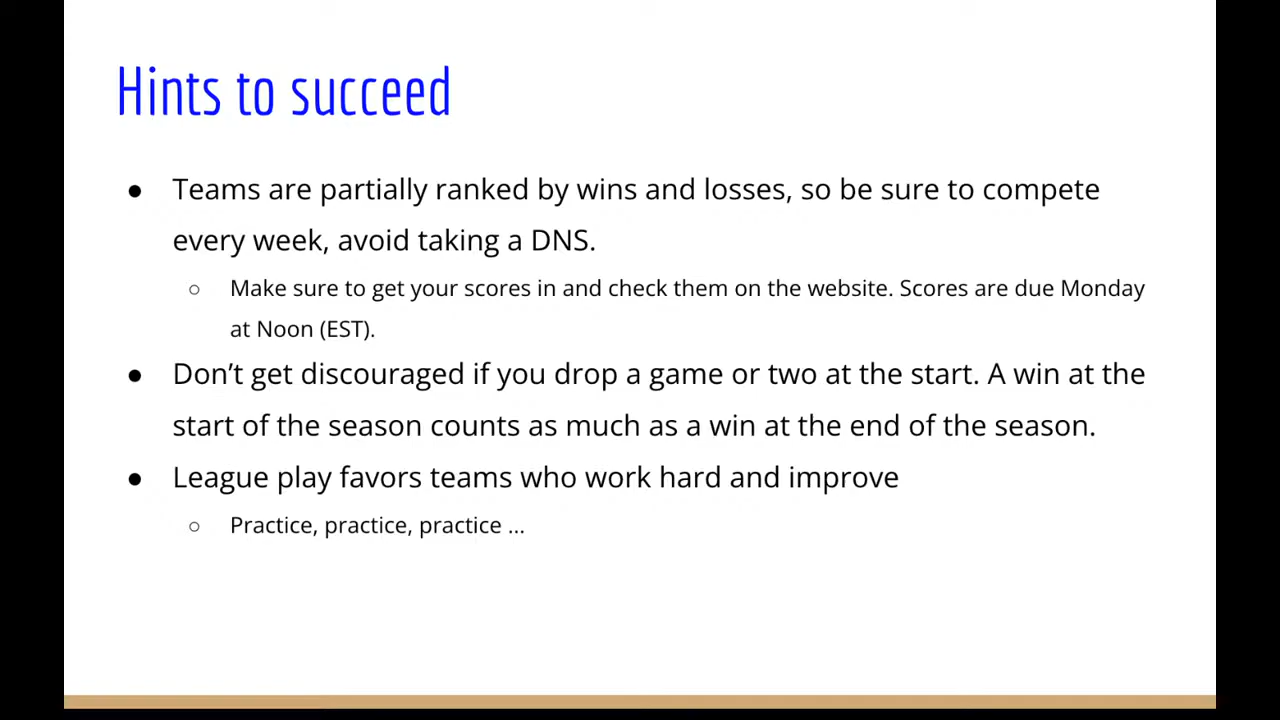 Hints to succeed
● Teams are partially ranked by wins and losses, so be sure to compete
every week, avoid taking a DNS.
○ Make sure to get your scores in and check them on the website. Scores are due Monday
at Noon (EST).
● Don’t get discouraged if you drop a game or two at the start. A win at the
start of the season counts as much as a win at the end of the season.
● League play favors teams who work hard and improve
○ Practice, practice, practice ...